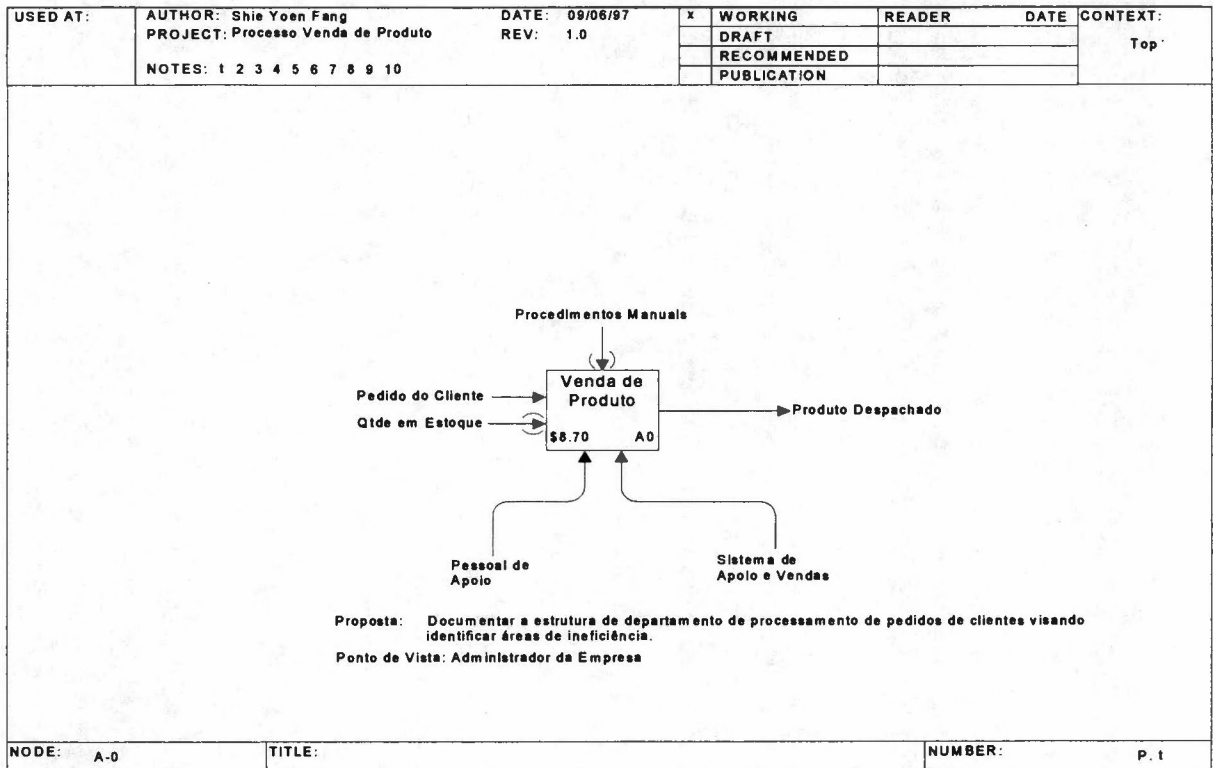 USED AT:
AUTHOR: Shie Yoen Fang
DATE: 09/06/97
PROJECT: Processo Venda de Produto
REV: 1.0
NOTES: 1 2 3 4 5 6 7 8 9 10
x WORKING
DRAFT
RECOMMENDED
PUBLICATION
READER DATE
CONTEXT:
Top
Procedimentos Manuais
Pedido do Cliente
Qtde em Estoque
Venda de
Produto
$8.70 A0
Produto Despachado
Pessoal de
Apoio
Sistema de
Apoio e Vendas
Proposta: Documentar a estrutura de departamento de processamento de pedidos de clientes visando
identificar áreas de ineficiência.
Ponto de Vista: Administrador da Empresa
NODE: A-0
TITLE:
NUMBER: P. 1